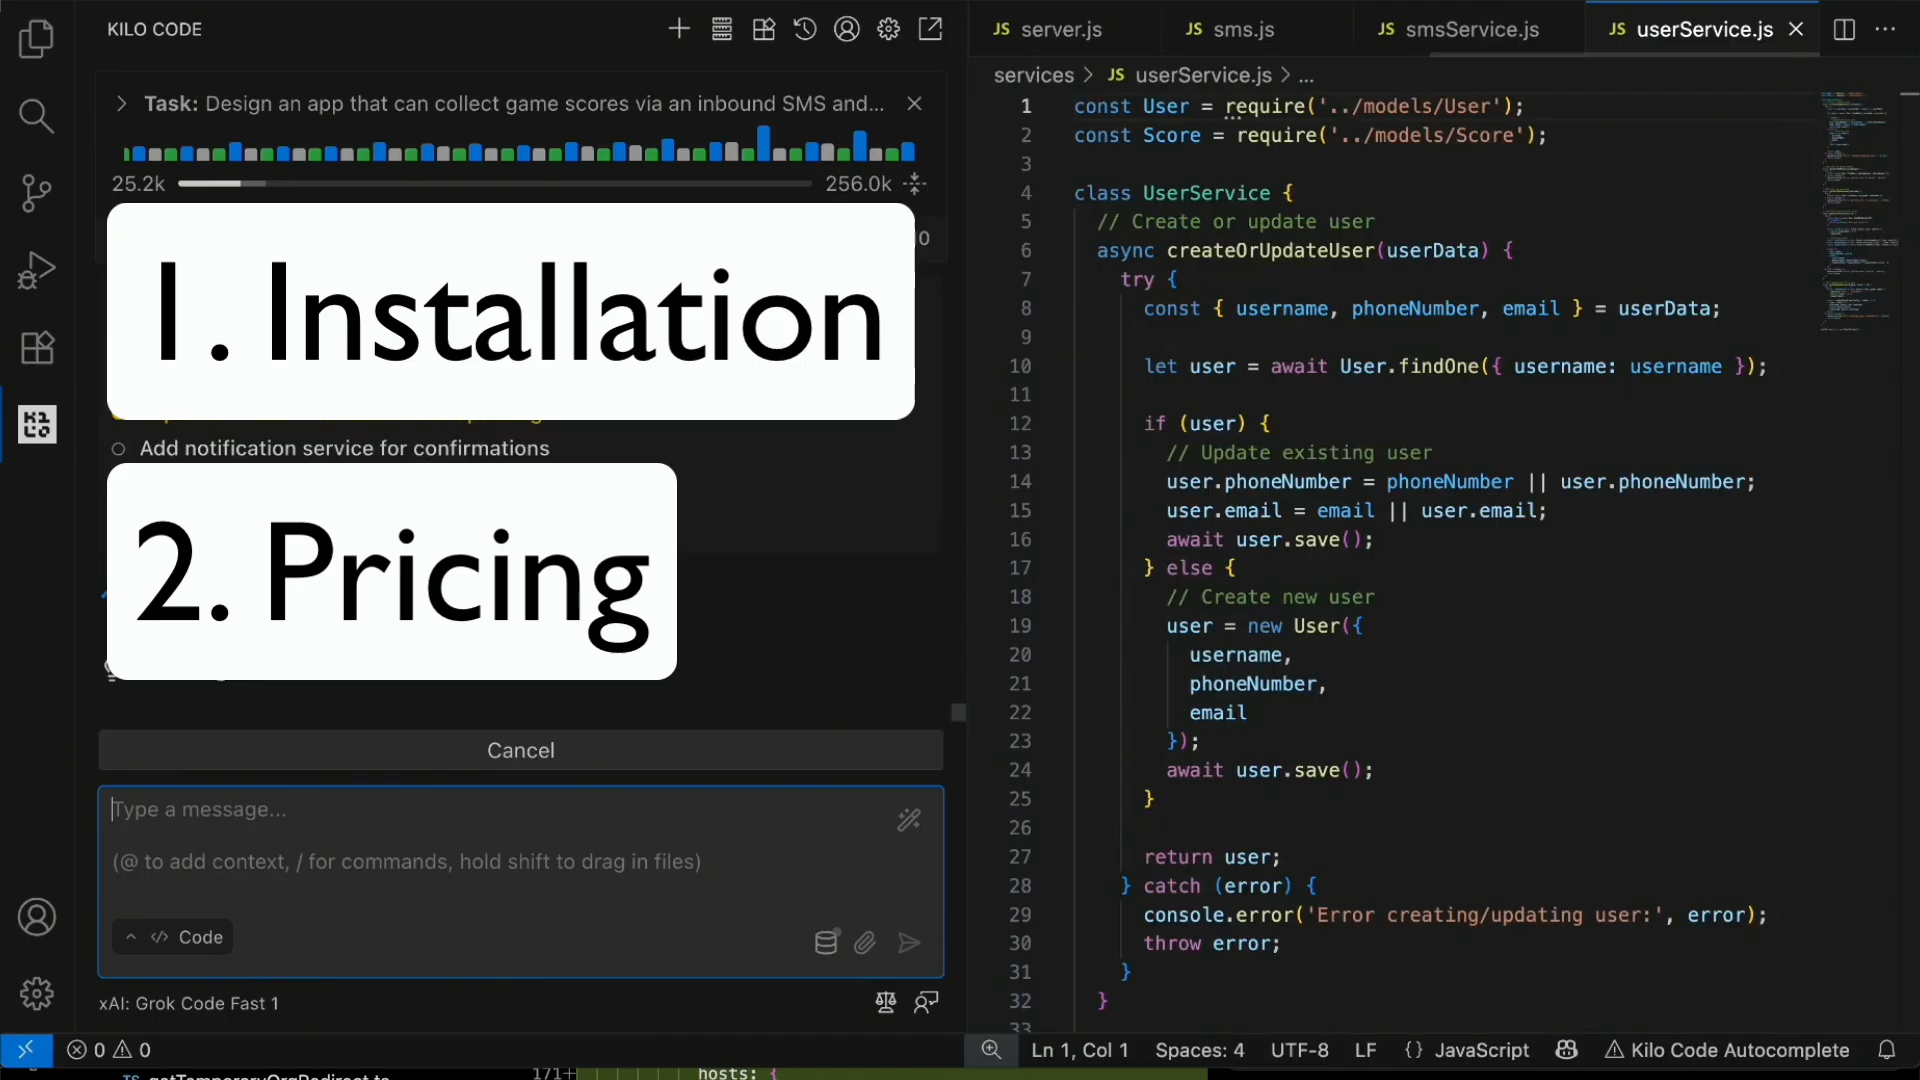 KILO CODE
Task: Design an app that can collect game scores via an inbound SMS and...
25.2k
256.0k
1. Installation
Add notification service for confirmations
2. Pricing
Cancel
Type a message...
(@ to add context, / for commands, hold shift to drag in files)
Code
xAI: Grok Code Fast 1
JS server.js
JS sms.js
JS smsService.js
JS userService.js
services > JS userService.js > ...
1 const User = require('../models/User');
2 const Score = require('../models/Score');
3
4 class UserService {
5 // Create or update user
6 async createOrUpdateUser(userData) {
7 try {
8 const { username, phoneNumber, email } = userData;
9
10 let user = await User.findOne({ username: username });
11
12 if (user) {
13 // Update existing user
14 user.phoneNumber = phoneNumber || user.phoneNumber;
15 user.email = email || user.email;
16 await user.save();
17 } else {
18 // Create new user
19 user = new User({
20 username,
21 phoneNumber,
22 email
23 });
24 await user.save();
25 }
26
27 return user;
28 } catch (error) {
29 console.error('Error creating/updating user:', error);
30 throw error;
31 }
32 }
33
0 0
Ln 1, Col 1 Spaces: 4 UTF-8 LF {} JavaScript Kilo Code Autocomplete
171+ hosts: {